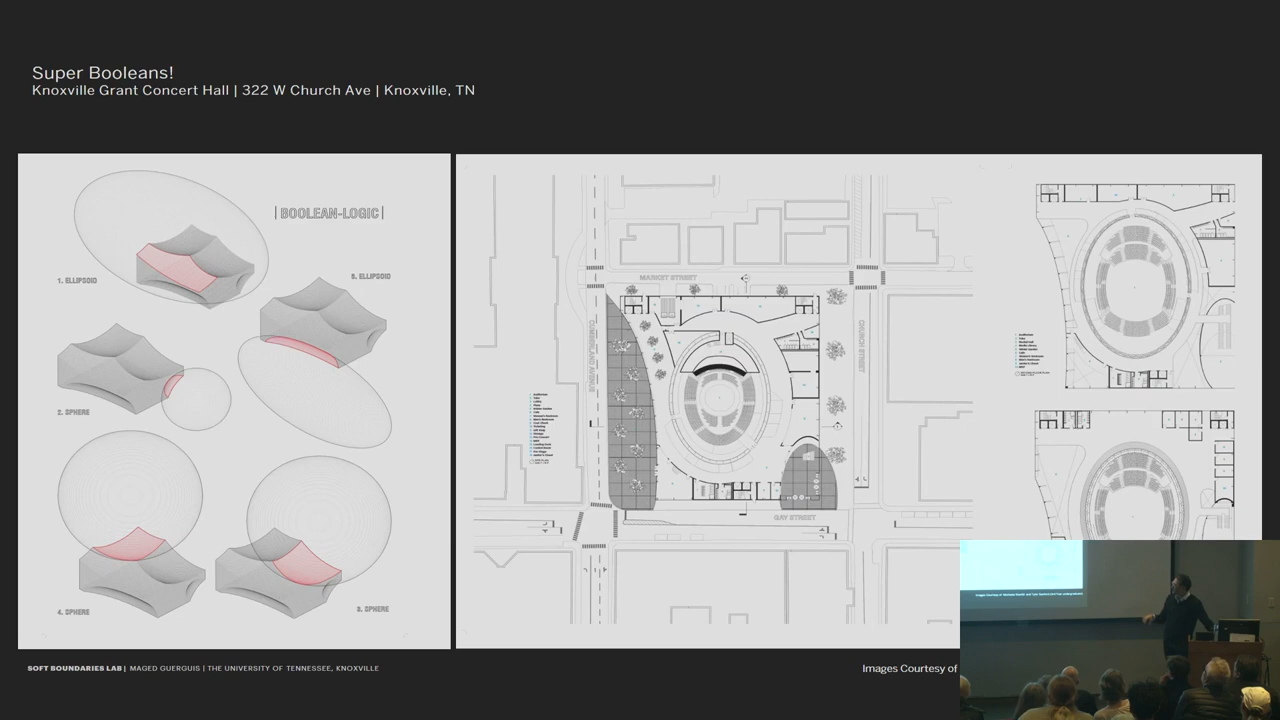 Super Booleans!
Knoxville Grant Concert Hall | 322 W Church Ave | Knoxville, TN
| BOOLEAN-LOGIC |
1. ELLIPSOID
5. ELLIPSOID
2. SPHERE
4. SPHERE
3. SPHERE
MARKET STREET
CUMBERLAND AVENUE
CHURCH STREET
GAY STREET
SOFT BOUNDARIES LAB | MAGED GUERGUIS | THE UNIVERSITY OF TENNESSEE, KNOXVILLE
Images Courtesy of